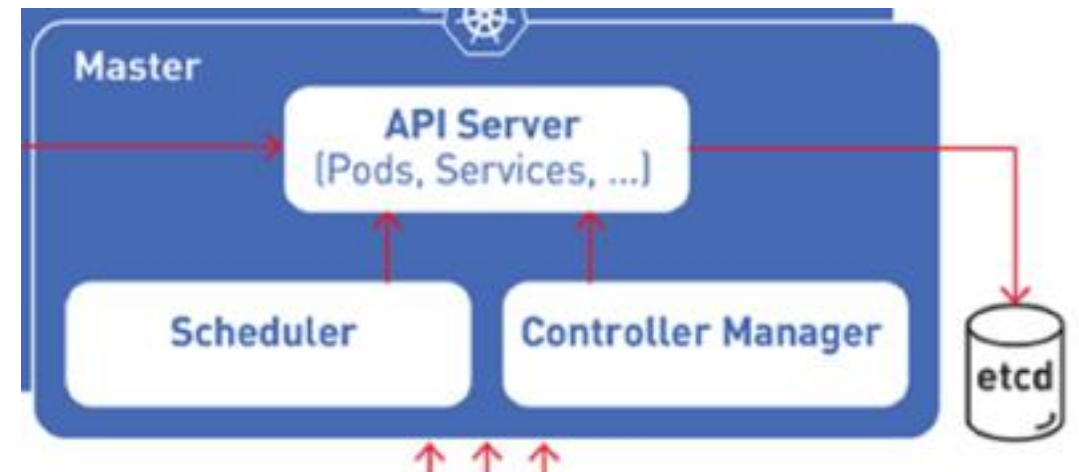 Master
API Server
(Pods, Services, ...)
Scheduler
Controller Manager
etcd